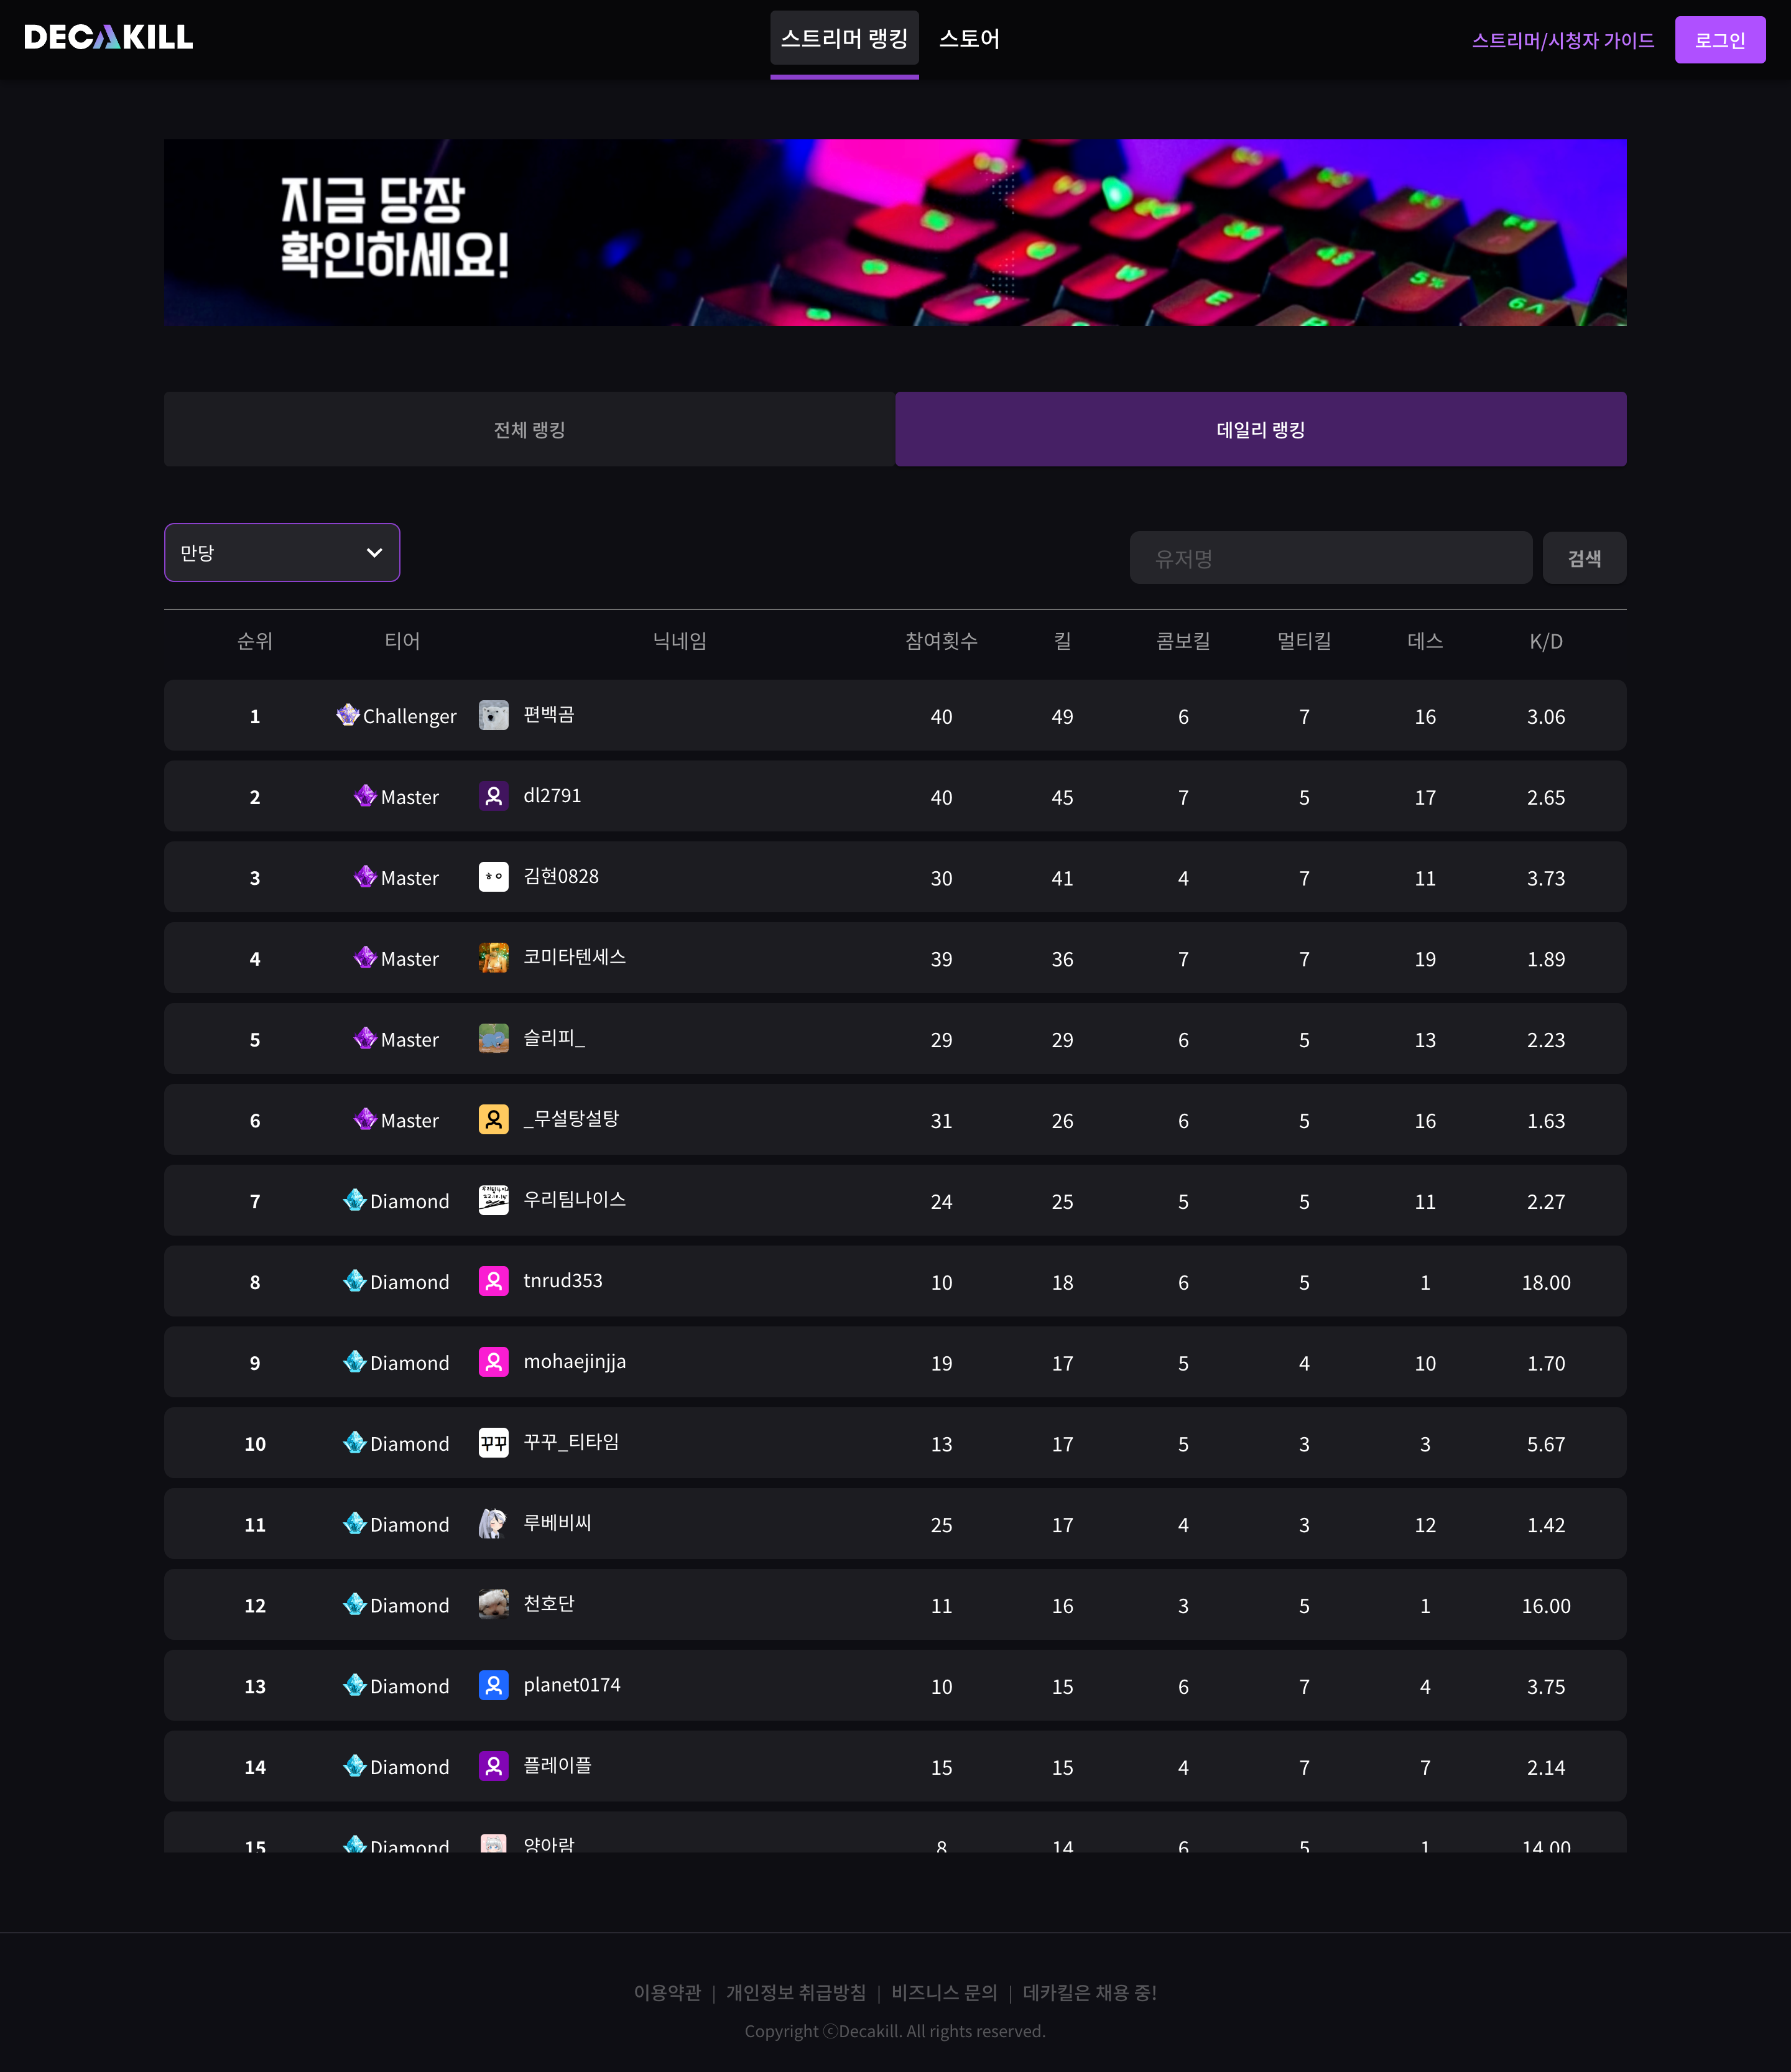 DECAKILL
스트리머 랭킹
스토어
스트리머/시청자 가이드
로그인
지금 당장
확인하세요!
전체 랭킹
데일리 랭킹
만당
유저명
검색
순위 티어 닉네임 참여횟수 킬 콤보킬 멀티킬 데스 K/D
1 Challenger 편백곰 40 49 6 7 16 3.06
2 Master dl2791 40 45 7 5 17 2.65
3 Master 김현0828 30 41 4 7 11 3.73
4 Master 코미타텐세스 39 36 7 7 19 1.89
5 Master 슬리피_ 29 29 6 5 13 2.23
6 Master _무설탕설탕 31 26 6 5 16 1.63
7 Diamond 우리팀나이스 24 25 5 5 11 2.27
8 Diamond tnrud353 10 18 6 5 1 18.00
9 Diamond mohaejinjja 19 17 5 4 10 1.70
10 Diamond 꾸꾸 꾸꾸_티타임 13 17 5 3 3 5.67
11 Diamond 루베비씨 25 17 4 3 12 1.42
12 Diamond 천호단 11 16 3 5 1 16.00
13 Diamond planet0174 10 15 6 7 4 3.75
14 Diamond 플레이플 15 15 4 7 7 2.14
15 Diamond 양아람 8 14 6 5 1 14.00
이용약관 | 개인정보 취급방침 | 비즈니스 문의 | 데카킬은 채용 중!
Copyright ⓒDecakill. All rights reserved.